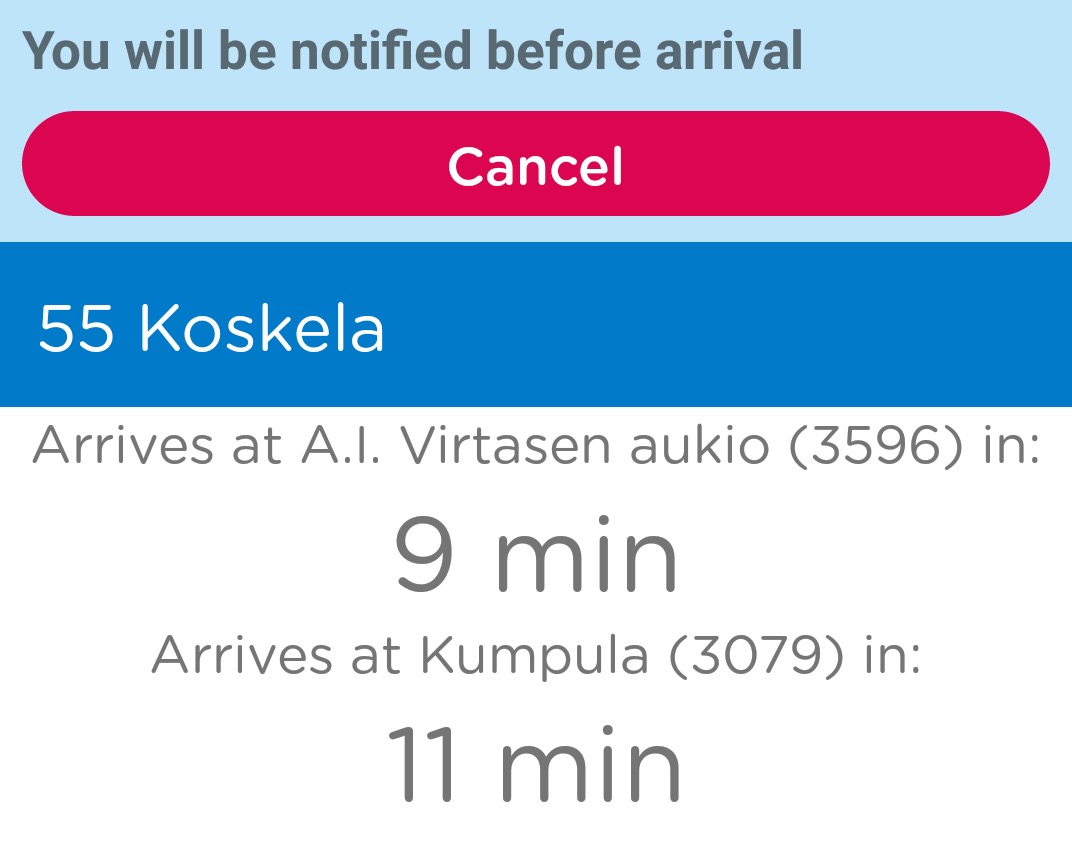 You will be notified before arrival
Cancel
55 Koskela
Arrives at A.I. Virtasen aukio (3596) in:
9 min
Arrives at Kumpula (3079) in:
11 min